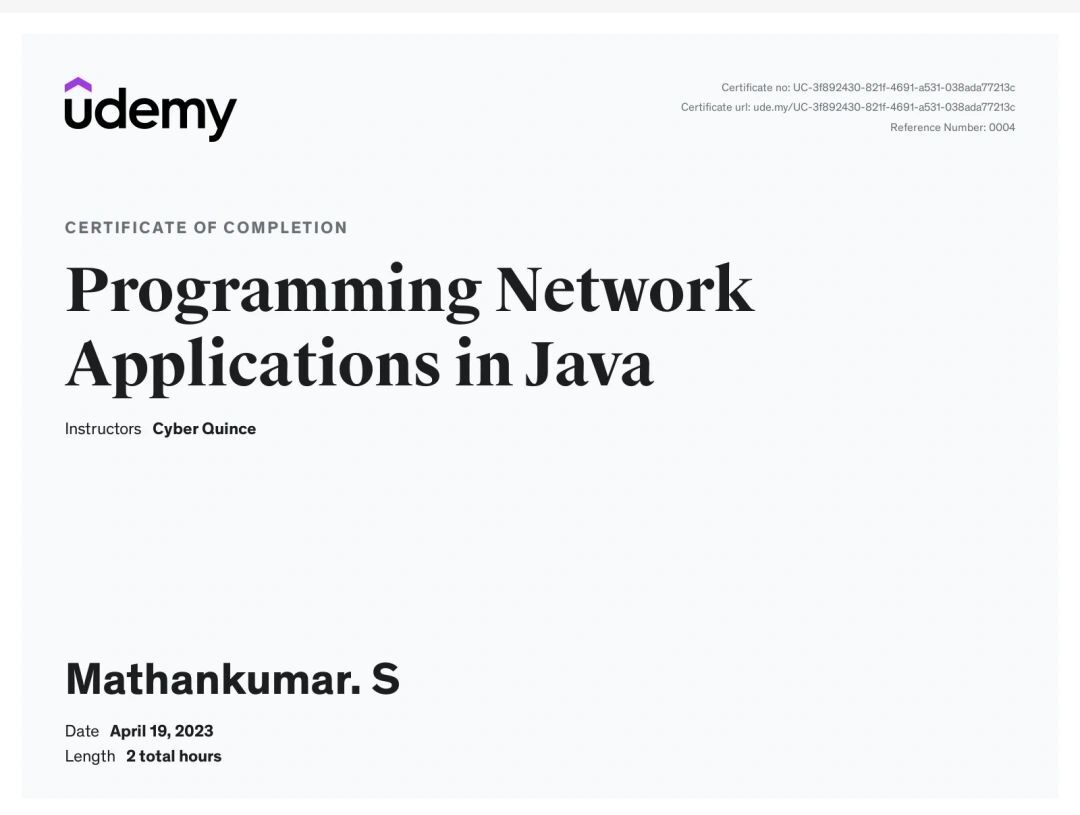 udemy
Certificate no: UC-3f892430-821f-4691-a531-038ada77213c
Certificate url: ude.my/UC-3f892430-821f-4691-a531-038ada77213c
Reference Number: 0004
CERTIFICATE OF COMPLETION
Programming Network
Applications in Java
Instructors Cyber Quince
Mathankumar. S
Date April 19, 2023
Length 2 total hours